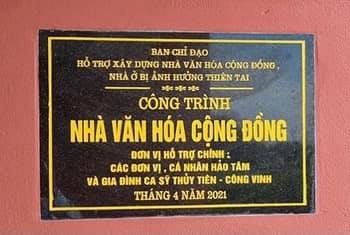 BAN CHỈ ĐẠO
HỖ TRỢ XÂY DỰNG NHÀ VĂN HÓA CỘNG ĐỒNG ,
NHÀ Ở BỊ ẢNH HƯỞNG THIÊN TAI
CÔNG TRÌNH
NHÀ VĂN HÓA CỘNG ĐỒNG
ĐƠN VỊ HỖ TRỢ CHÍNH :
CÁC ĐƠN VỊ , CÁ NHÂN HẢO TÂM
VÀ GIA ĐÌNH CA SỸ THỦY TIÊN - CÔNG VINH
THÁNG 4 NĂM 2021